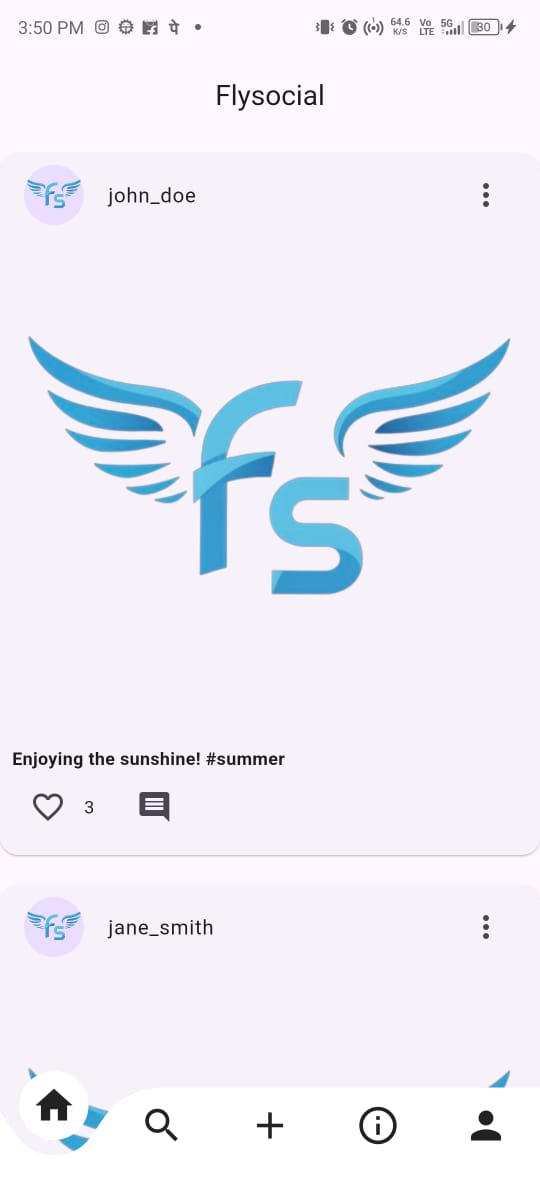 3:50 PM पे 64.6 K/S Vo LTE 5G 30
Flysocial
fs john_doe
fs
Enjoying the sunshine! #summer
3
fs jane_smith